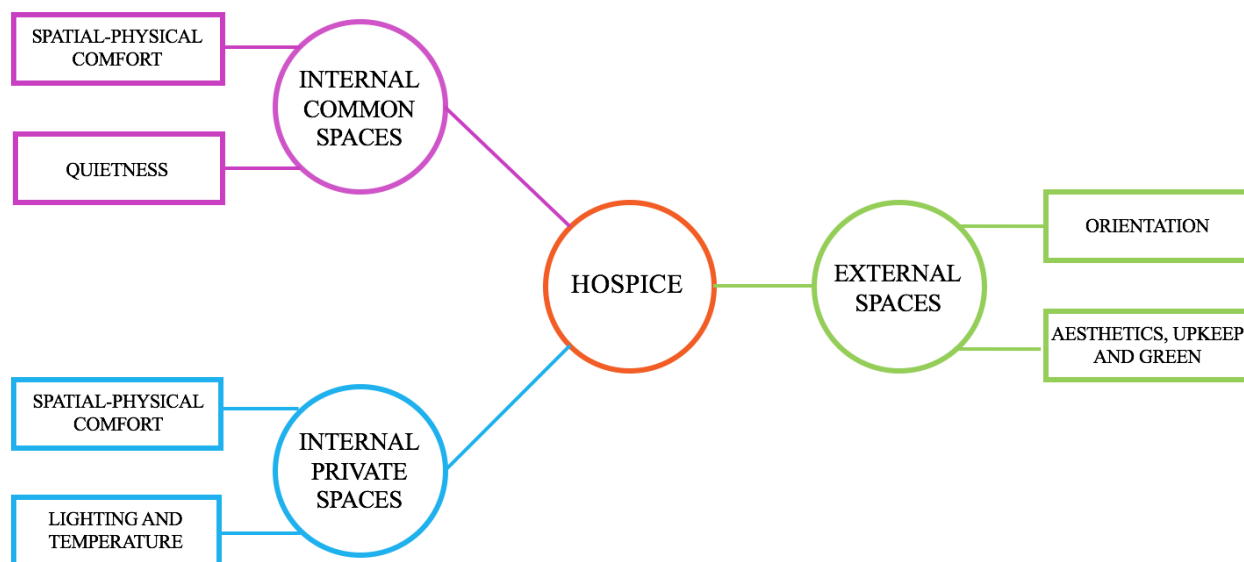 SPATIAL-PHYSICAL
COMFORT
QUIETNESS
INTERNAL
COMMON
SPACES
HOSPICE
EXTERNAL
SPACES
ORIENTATION
AESTHETICS, UPKEEP
AND GREEN
SPATIAL-PHYSICAL
COMFORT
LIGHTING AND
TEMPERATURE
INTERNAL
PRIVATE
SPACES